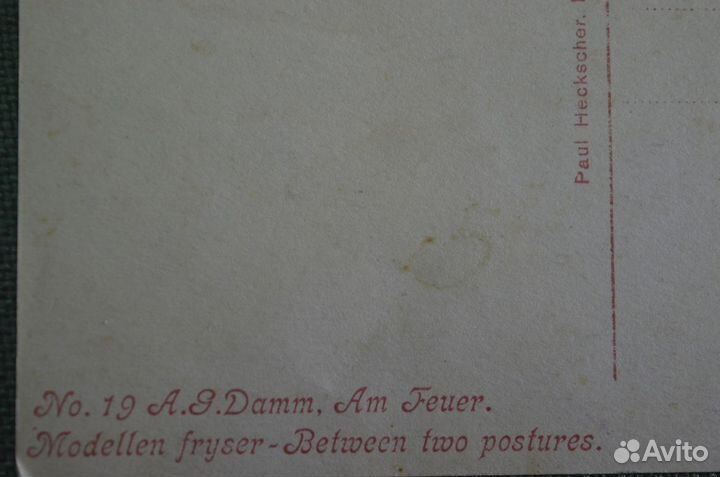 Paul Heckscher.
No. 19 A.G.Damm, Am Feuer.
Modellen fryser-Between two postures.
Avito